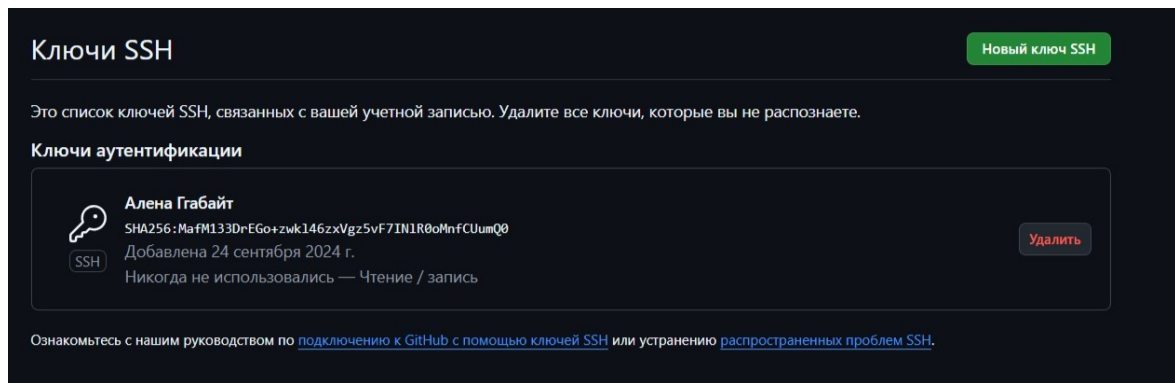 Ключи SSH
Новый ключ SSH
Это список ключей SSH, связанных с вашей учетной записью. Удалите все ключи, которые вы не распознаете.
Ключи аутентификации
Алена Ггабайт
SHA256:MafM133DrEGo+zwkl46zxVgz5vF7IN1R0oMnfCUumQ0
Добавлена 24 сентября 2024 г.
Никогда не использовались — Чтение / запись
SSH
Удалить
Ознакомьтесь с нашим руководством по подключению к GitHub с помощью ключей SSH или устранению распространенных проблем SSH.